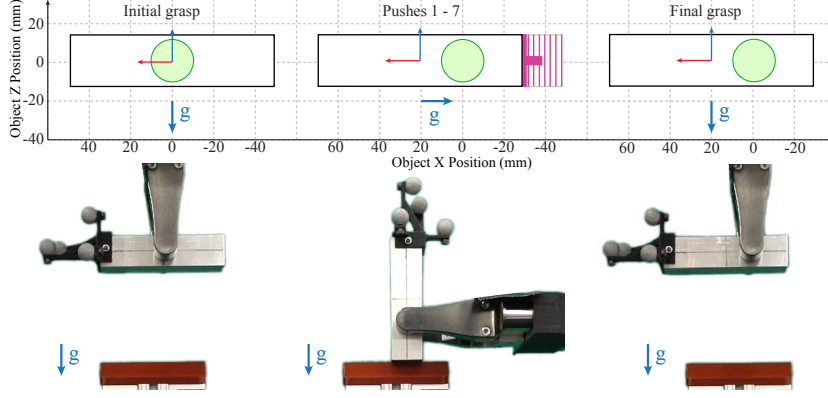 Initial grasp
Pushes 1 - 7
Final grasp
Object Z Position (mm)
20
0
-20
-40
g
g
g
40 20 0 -20 -40
60 40 20 0 -20 -40
60 40 20 0 -20
Object X Position (mm)
g
g
g